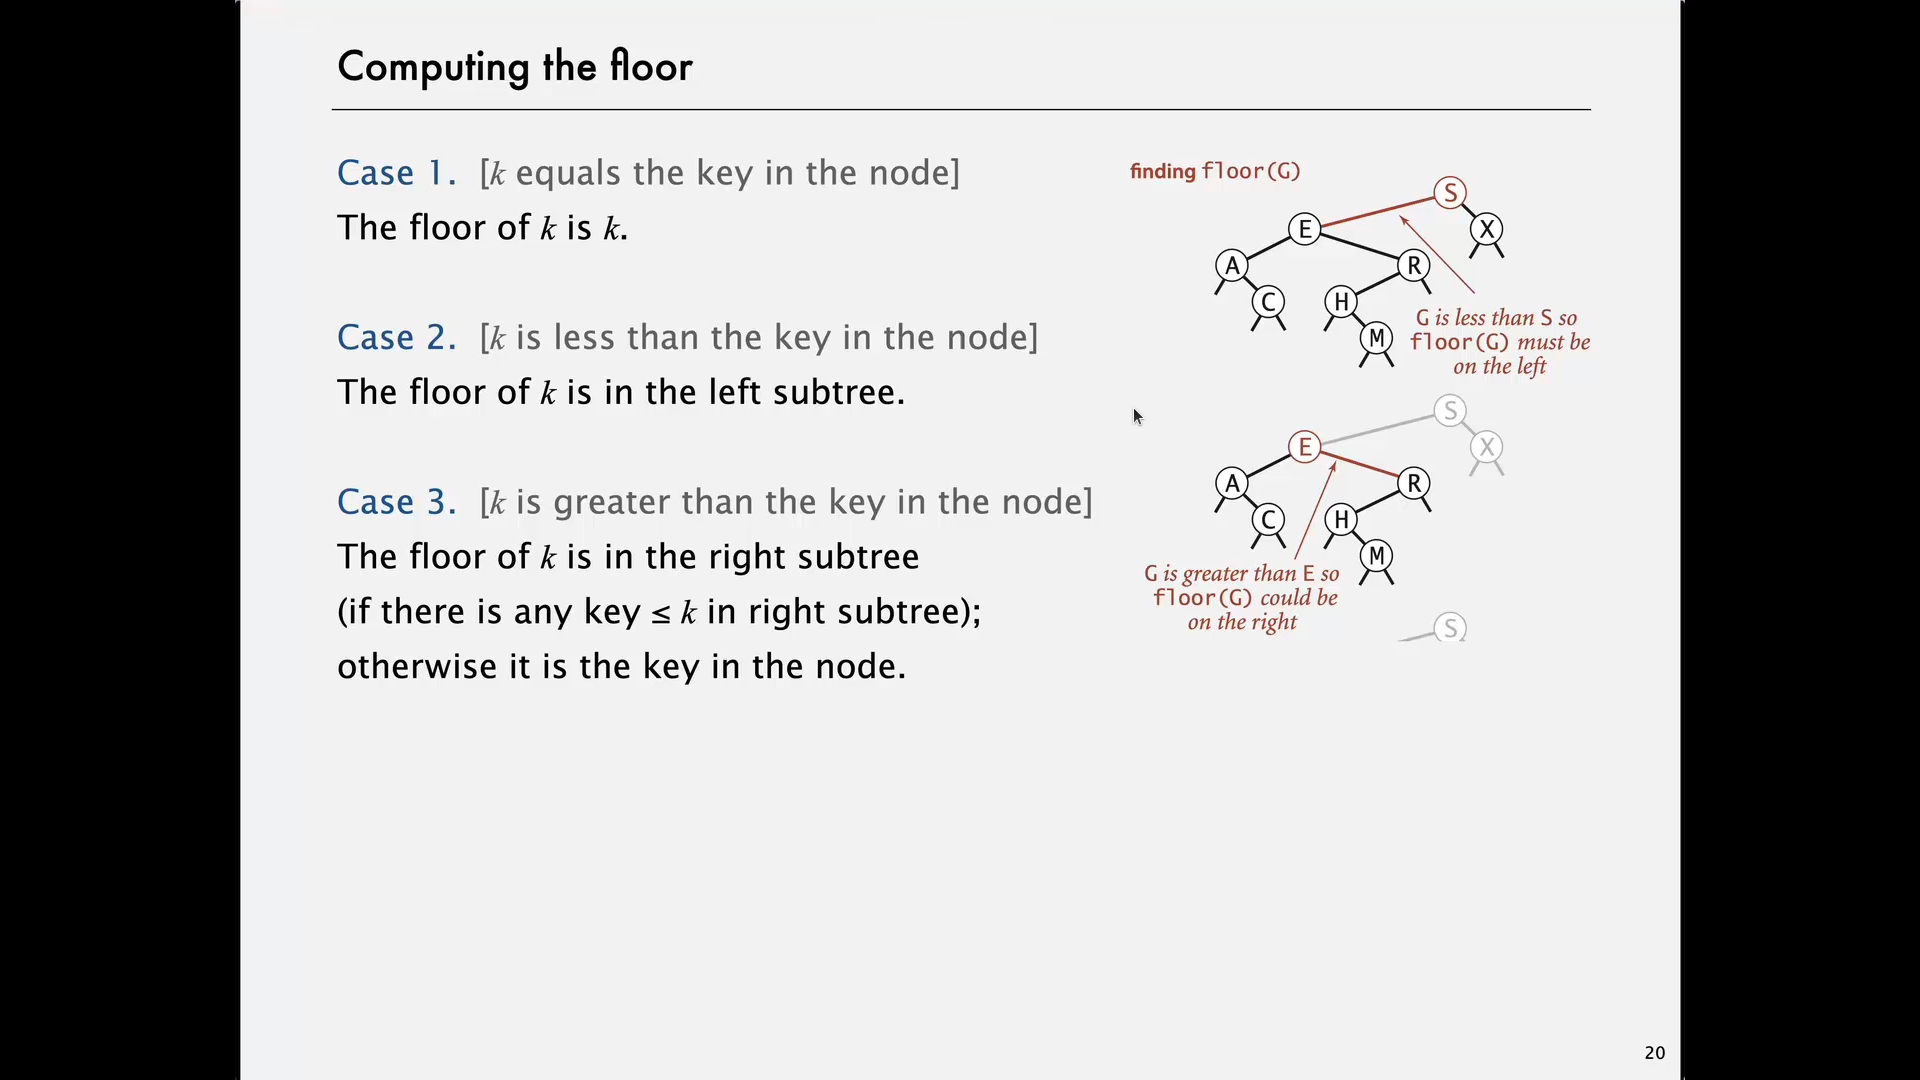 Computing the floor
Case 1. [k equals the key in the node]
The floor of k is k.
Case 2. [k is less than the key in the node]
The floor of k is in the left subtree.
Case 3. [k is greater than the key in the node]
The floor of k is in the right subtree
(if there is any key ≤ k in right subtree);
otherwise it is the key in the node.
finding floor(G)
S
E
X
A
R
C
H
M
G is less than S so
floor(G) must be
on the left
S
E
X
A
R
C
H
M
G is greater than E so
floor(G) could be
on the right
S
20